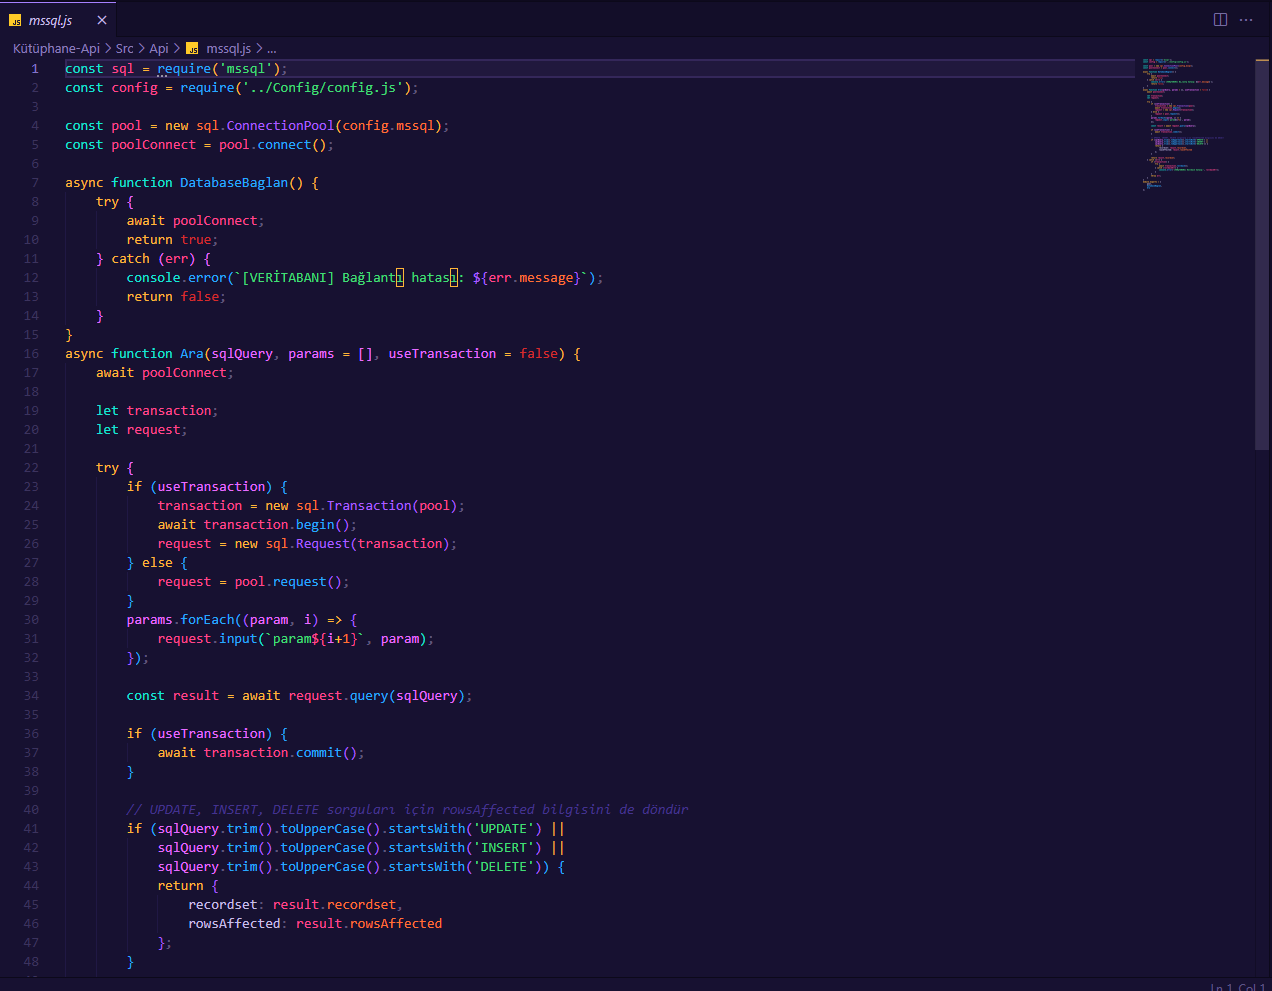 mssql.js
Kütüphane-Api > Src > Api > mssql.js > ...
1 const sql = require('mssql');
2 const config = require('../Config/config.js');
3
4 const pool = new sql.ConnectionPool(config.mssql);
5 const poolConnect = pool.connect();
6
7 async function DatabaseBaglan() {
8     try {
9         await poolConnect;
10         return true;
11     } catch (err) {
12         console.error(`[VERİTABANI] Bağlantı hatası: ${err.message}`);
13         return false;
14     }
15 }
16 async function Ara(sqlQuery, params = [], useTransaction = false) {
17     await poolConnect;
18
19     let transaction;
20     let request;
21
22     try {
23         if (useTransaction) {
24             transaction = new sql.Transaction(pool);
25             await transaction.begin();
26             request = new sql.Request(transaction);
27         } else {
28             request = pool.request();
29         }
30         params.forEach((param, i) => {
31             request.input(`param${i+1}`, param);
32         });
33
34         const result = await request.query(sqlQuery);
35
36         if (useTransaction) {
37             await transaction.commit();
38         }
39
40         // UPDATE, INSERT, DELETE sorguları için rowsAffected bilgisini de döndür
41         if (sqlQuery.trim().toUpperCase().startsWith('UPDATE') ||
42             sqlQuery.trim().toUpperCase().startsWith('INSERT') ||
43             sqlQuery.trim().toUpperCase().startsWith('DELETE')) {
44             return {
45                 recordset: result.recordset,
46                 rowsAffected: result.rowsAffected
47             };
48         }
Ln 1, Col 1